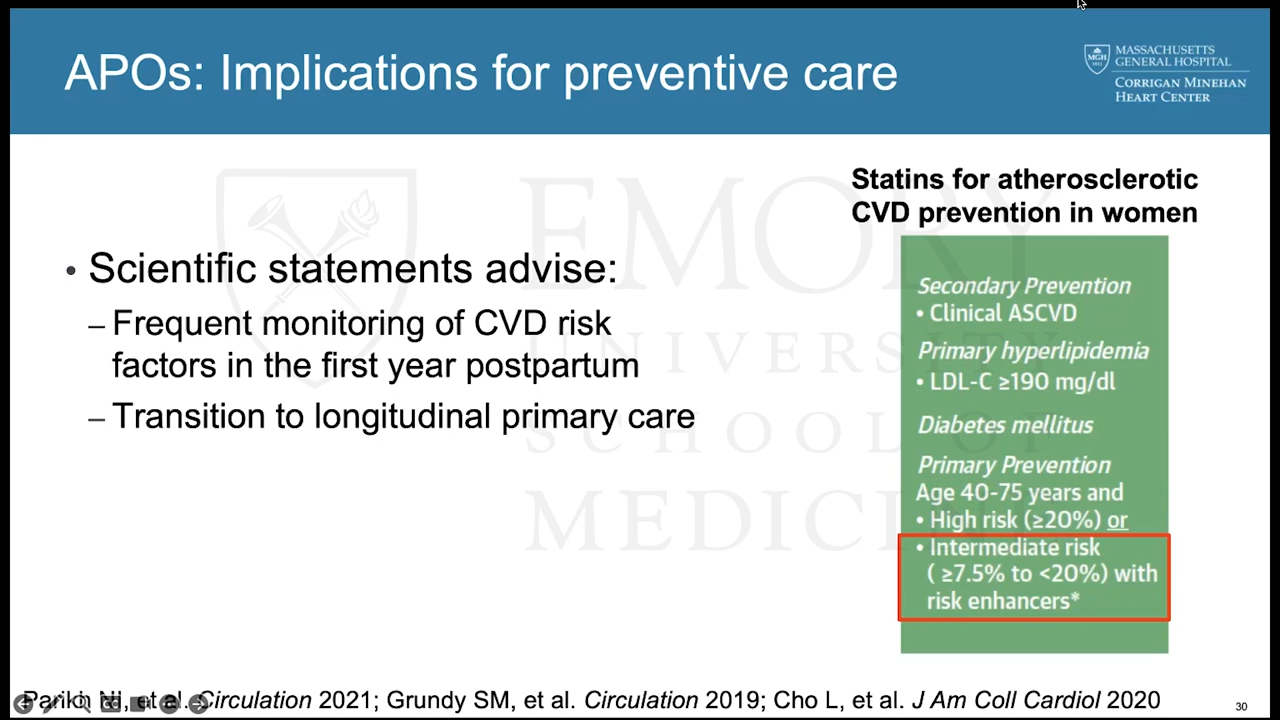 APOs: Implications for preventive care
MGH
1811
MASSACHUSETTS
GENERAL HOSPITAL
CORRIGAN MINEHAN
HEART CENTER
EMORY
UNIVERSITY
SCHOOL OF
MEDICINE
• Scientific statements advise:
– Frequent monitoring of CVD risk
factors in the first year postpartum
– Transition to longitudinal primary care
Statins for atherosclerotic
CVD prevention in women
Secondary Prevention
• Clinical ASCVD
Primary hyperlipidemia
• LDL-C ≥190 mg/dl
Diabetes mellitus
Primary Prevention
Age 40-75 years and
• High risk (≥20%) or
• Intermediate risk
( ≥7.5% to <20%) with
risk enhancers*
Parikh NI, et al. Circulation 2021; Grundy SM, et al. Circulation 2019; Cho L, et al. J Am Coll Cardiol 2020
30